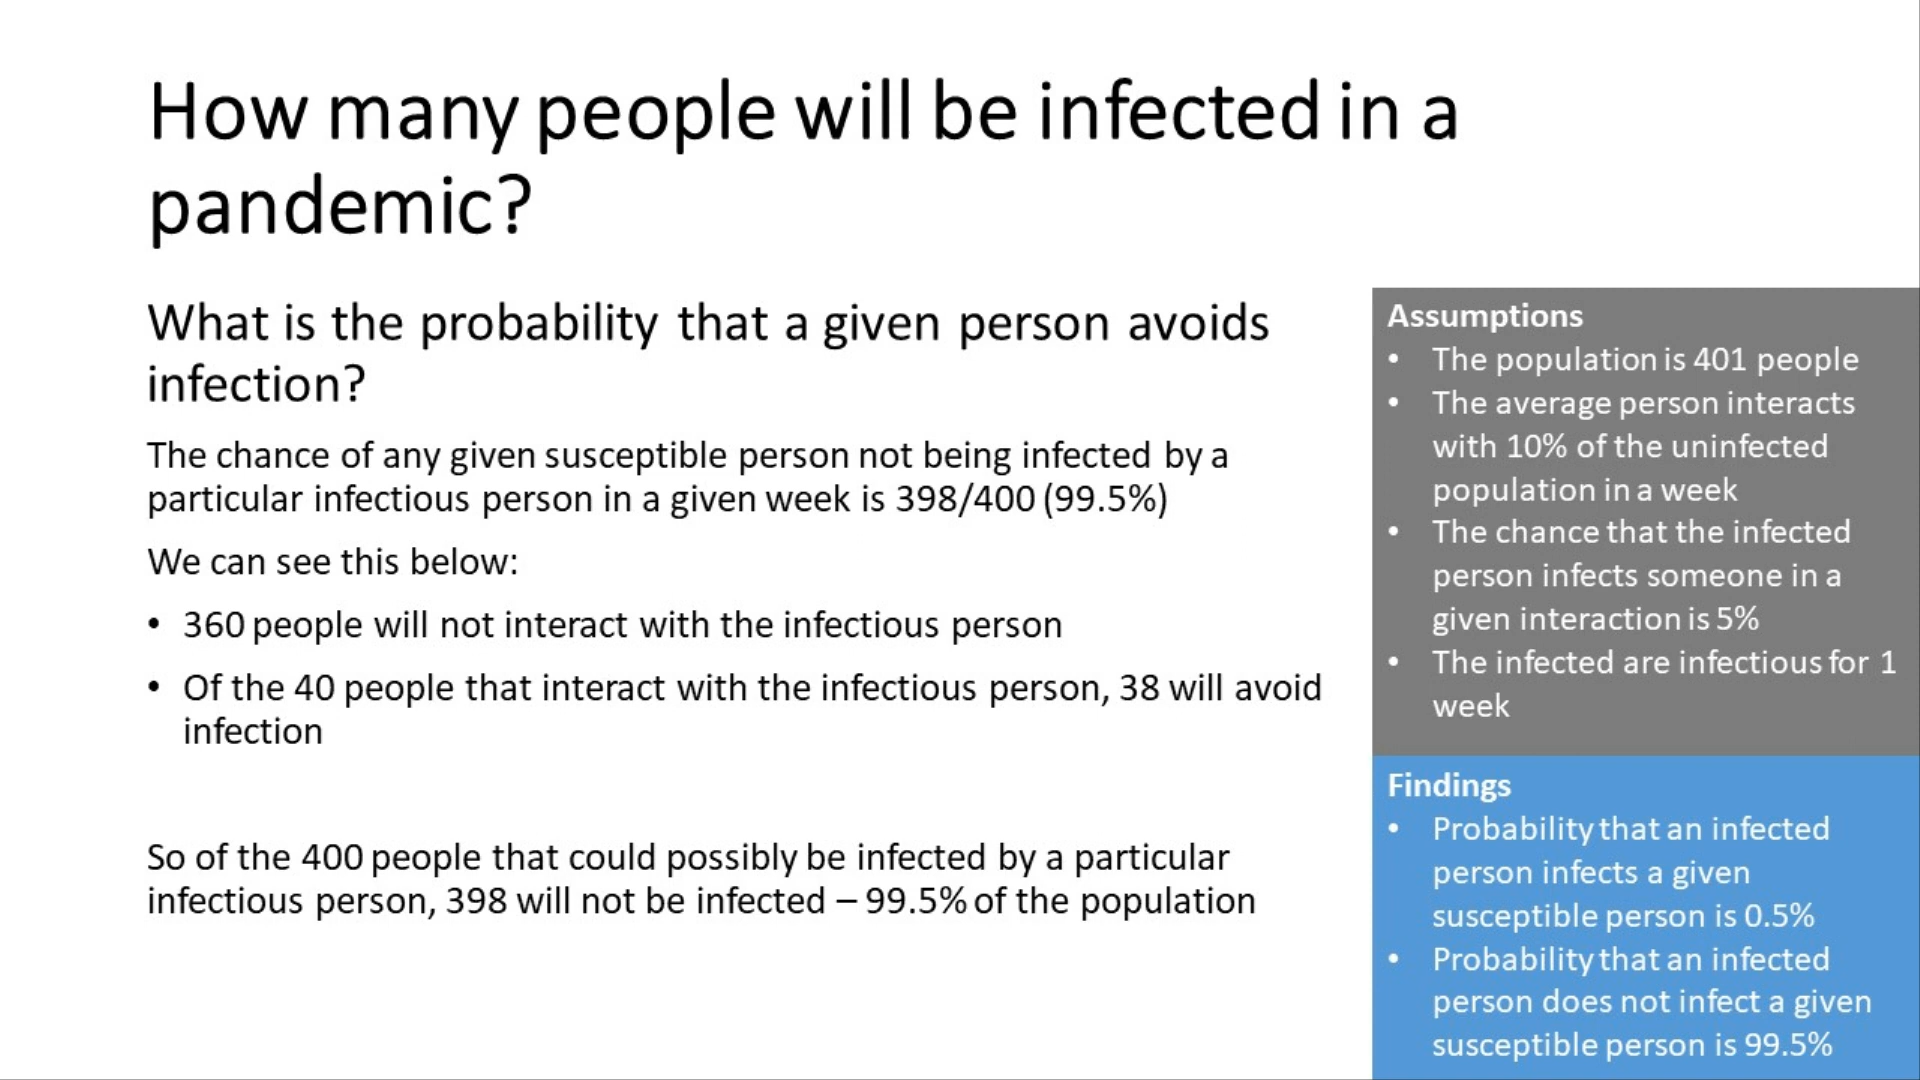 How many people will be infected in a
pandemic?
What is the probability that a given person avoids
infection?
The chance of any given susceptible person not being infected by a
particular infectious person in a given week is 398/400 (99.5%)
We can see this below:
• 360 people will not interact with the infectious person
• Of the 40 people that interact with the infectious person, 38 will avoid
infection
So of the 400 people that could possibly be infected by a particular
infectious person, 398 will not be infected – 99.5% of the population
Assumptions
• The population is 401 people
• The average person interacts
with 10% of the uninfected
population in a week
• The chance that the infected
person infects someone in a
given interaction is 5%
• The infected are infectious for 1
week
Findings
• Probability that an infected
person infects a given
susceptible person is 0.5%
• Probability that an infected
person does not infect a given
susceptible person is 99.5%